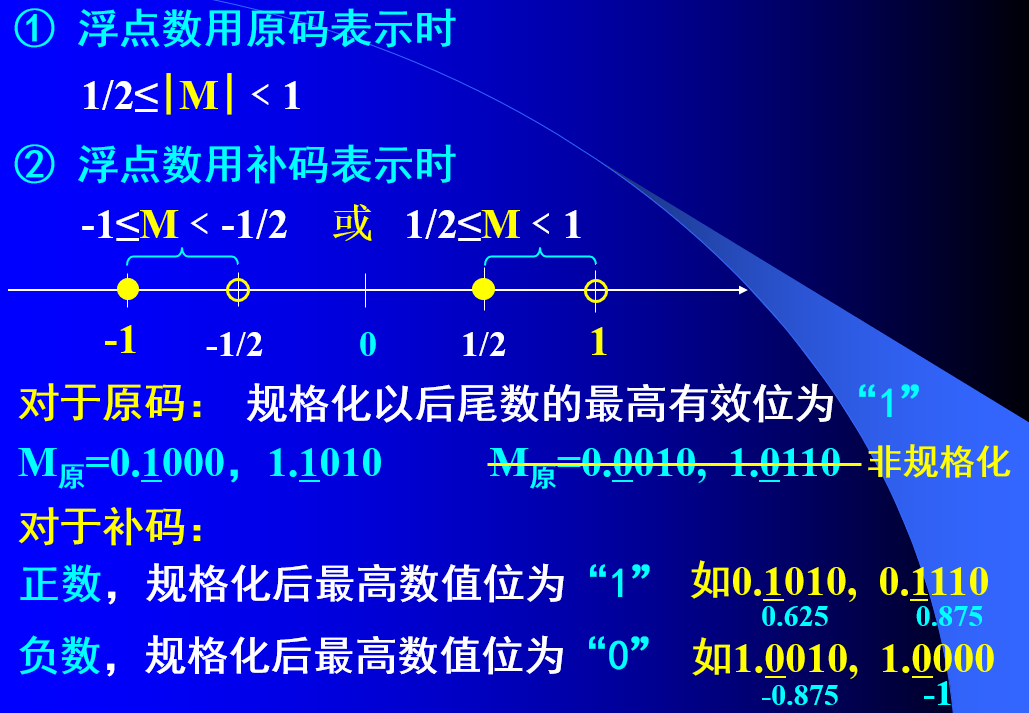 ① 浮点数用原码表示时
1/2≤|M| < 1
② 浮点数用补码表示时
-1≤M < -1/2 或 1/2≤M < 1
-1 -1/2 0 1/2 1
对于原码： 规格化以后尾数的最高有效位为“1”
M原=0.1000，1.1010 M原=0.0010, 1.0110 非规格化
对于补码：
正数，规格化后最高数值位为“1” 如0.1010, 0.1110
0.625 0.875
负数，规格化后最高数值位为“0” 如1.0010, 1.0000
-0.875 -1